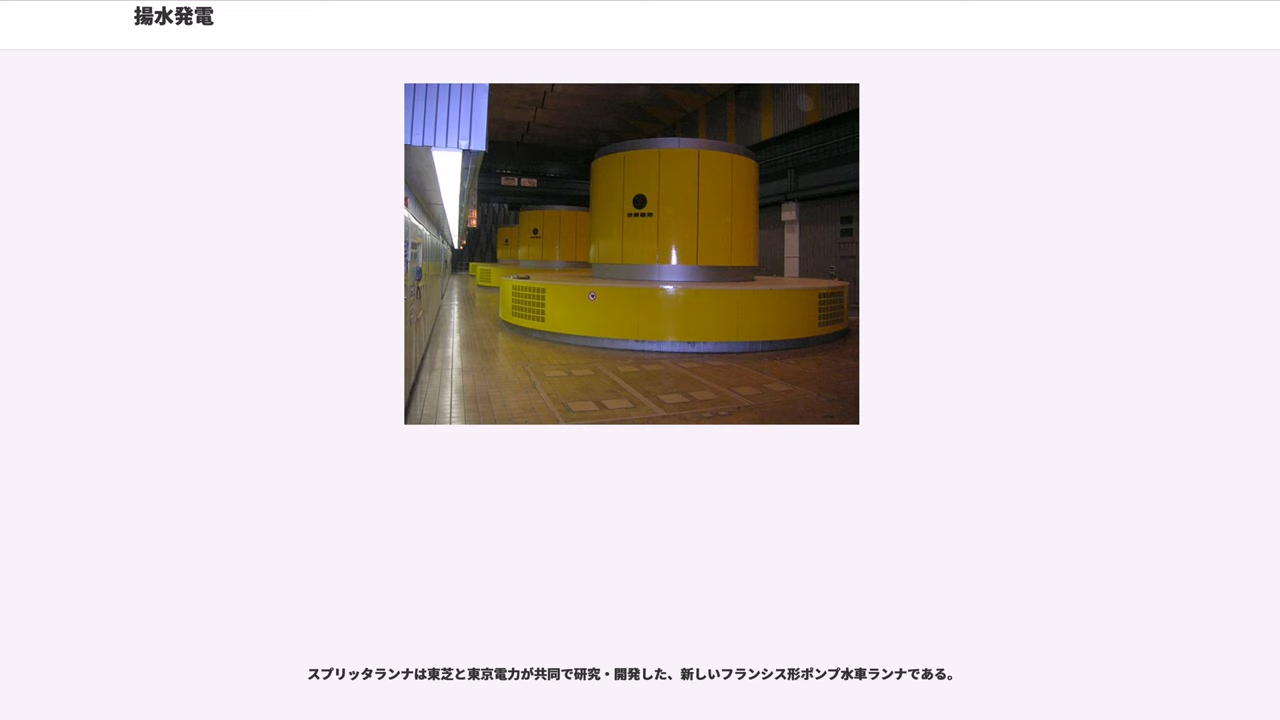 揚水発電
スプリッタランナは東芝と東京電力が共同で研究・開発した、新しいフランシス形ポンプ水車ランナである。